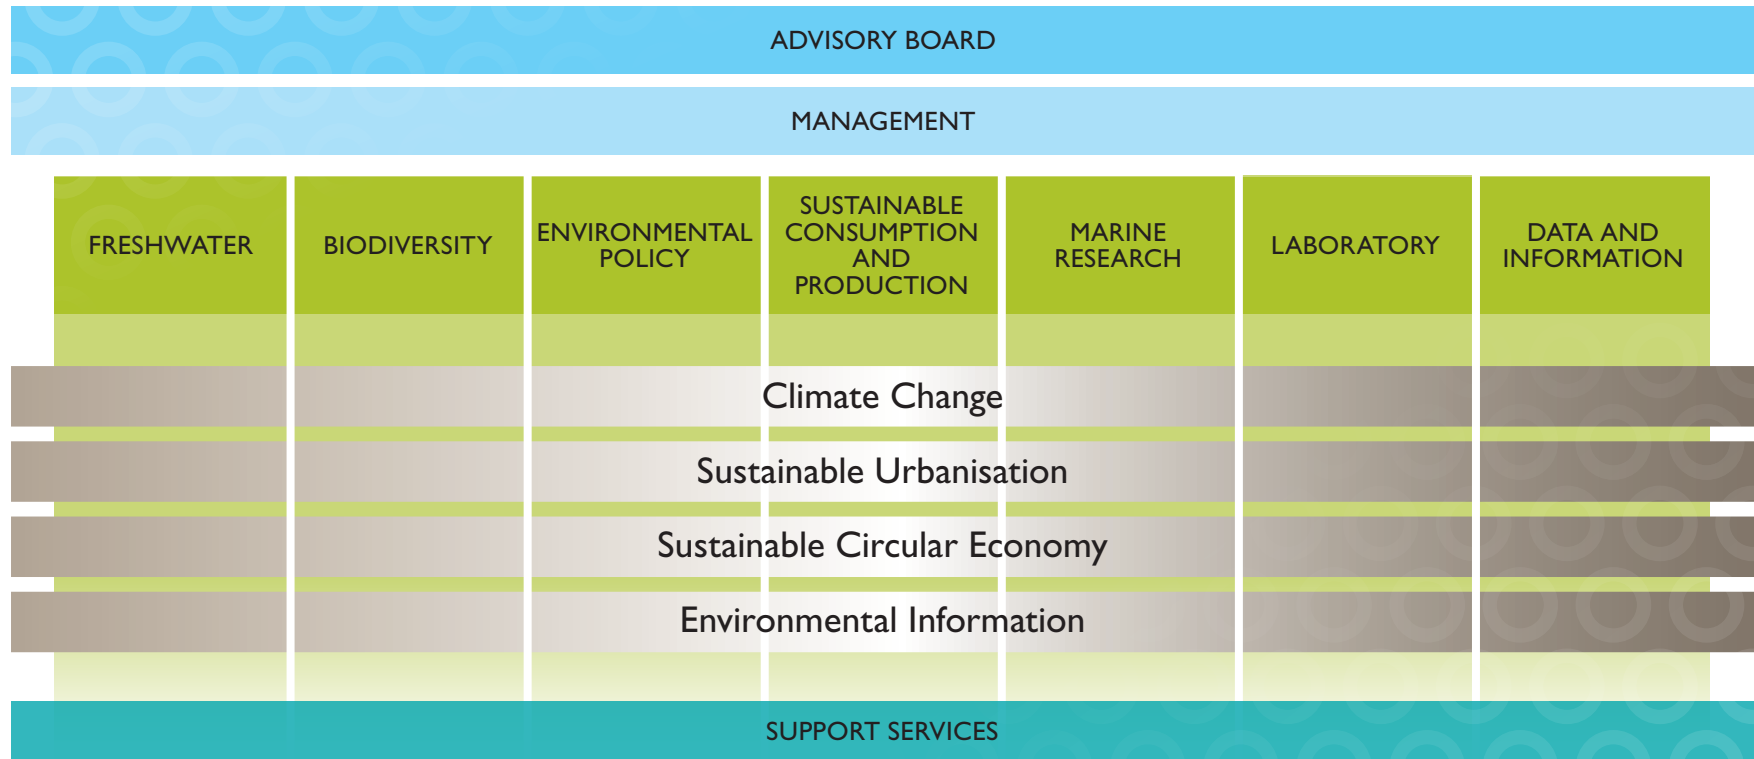 ADVISORY BOARD
MANAGEMENT
FRESHWATER
BIODIVERSITY
ENVIRONMENTAL
POLICY
SUSTAINABLE
CONSUMPTION
AND
PRODUCTION
MARINE
RESEARCH
LABORATORY
DATA AND
INFORMATION
Climate Change
Sustainable Urbanisation
Sustainable Circular Economy
Environmental Information
SUPPORT SERVICES